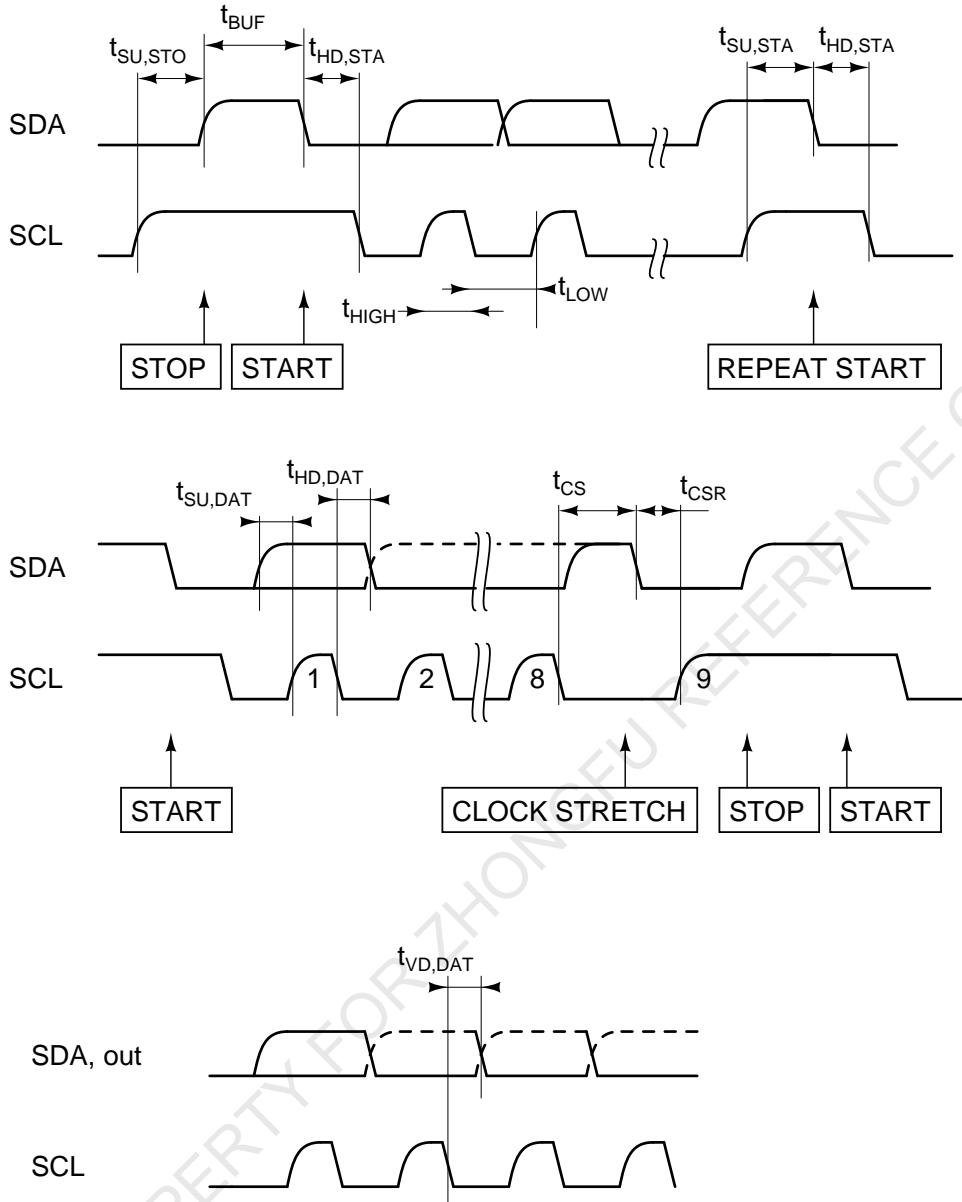 tBUF
tSU,STO tHD,STA tSU,STA tHD,STA
SDA
SCL
tLOW
tHIGH
STOP START REPEAT START
tHD,DAT tCS tCSR
tSU,DAT
SDA
SCL 1 2 8 9
START CLOCK STRETCH STOP START
tVD,DAT
SDA, out
SCL
PERTY FOR ZHONGFU REFERENCE